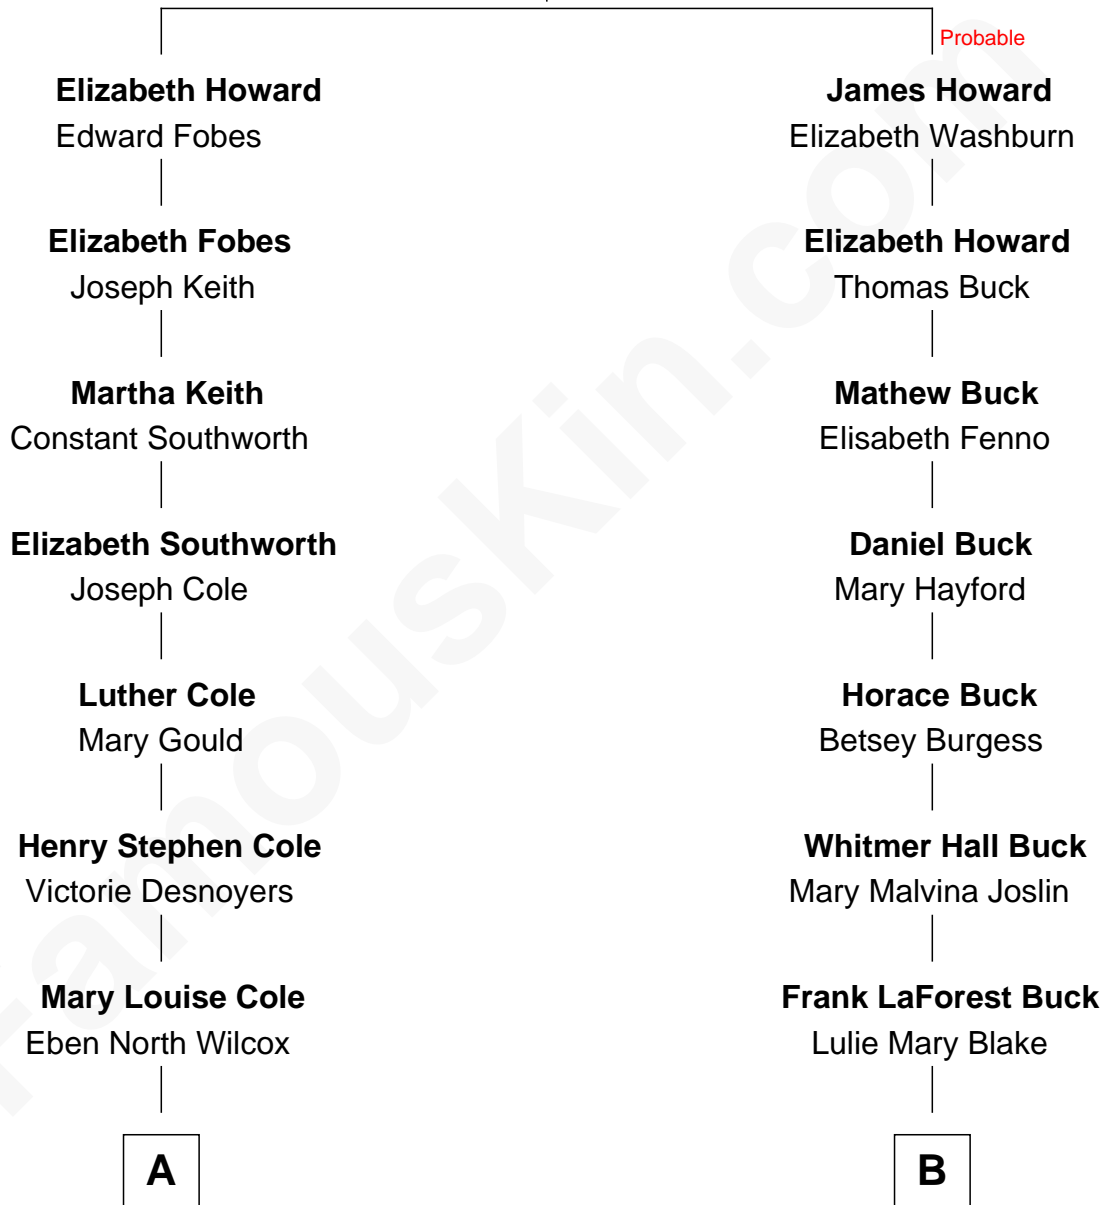 Probable
Elizabeth Howard
Edward Fobes
James Howard
Elizabeth Washburn
Elizabeth Fobes
Joseph Keith
Elizabeth Howard
Thomas Buck
Martha Keith
Constant Southworth
Mathew Buck
Elisabeth Fenno
Elizabeth Southworth
Joseph Cole
Daniel Buck
Mary Hayford
Luther Cole
Mary Gould
Horace Buck
Betsey Burgess
Henry Stephen Cole
Victorie Desnoyers
Whitmer Hall Buck
Mary Malvina Joslin
Mary Louise Cole
Eben North Wilcox
Frank LaForest Buck
Lulie Mary Blake
A
B
FamousKin.com